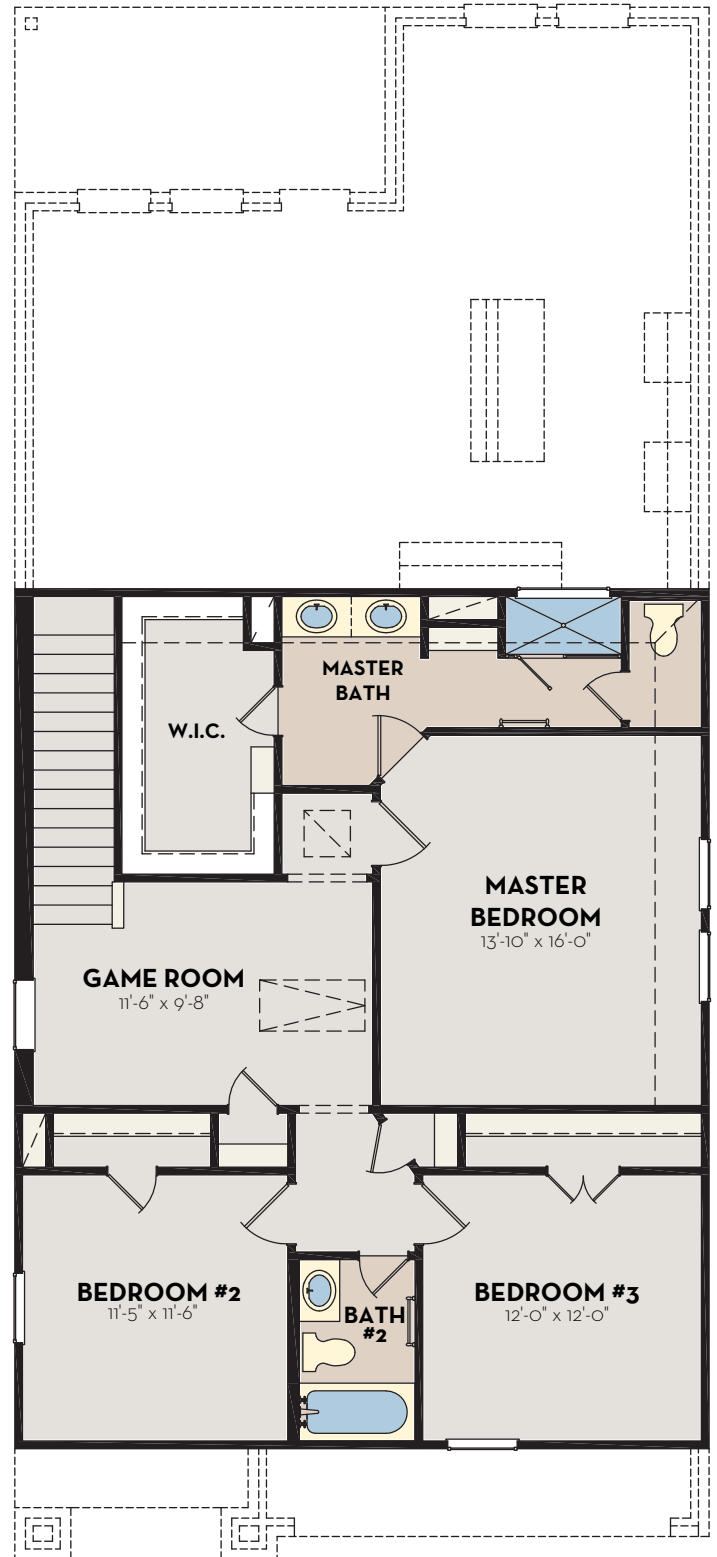 MASTER
BATH
W.I.C.
MASTER
BEDROOM
13'-10" x 16'-0"
GAME ROOM
11'-6" x 9'-8"
BEDROOM #2
11'-5" x 11'-6"
BATH
#2
BEDROOM #3
12'-0" x 12'-0"